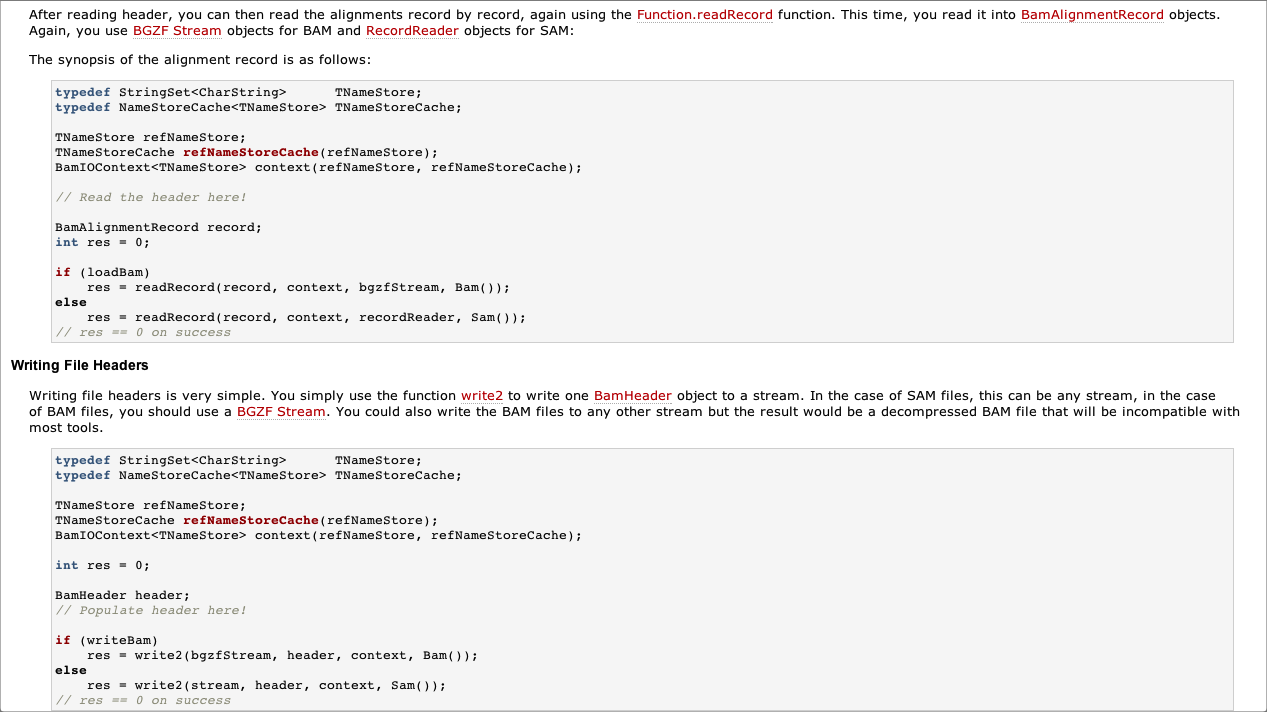 After reading header, you can then read the alignments record by record, again using the Function.readRecord function. This time, you read it into BamAlignmentRecord objects.
Again, you use BGZF Stream objects for BAM and RecordReader objects for SAM:
The synopsis of the alignment record is as follows:
typedef StringSet<CharString>      TNameStore;
typedef NameStoreCache<TNameStore> TNameStoreCache;
TNameStore refNameStore;
TNameStoreCache refNameStoreCache(refNameStore);
BamIOContext<TNameStore> context(refNameStore, refNameStoreCache);
// Read the header here!
BamAlignmentRecord record;
int res = 0;
if (loadBam)
    res = readRecord(record, context, bgzfStream, Bam());
else
    res = readRecord(record, context, recordReader, Sam());
// res == 0 on success
Writing File Headers
Writing file headers is very simple. You simply use the function write2 to write one BamHeader object to a stream. In the case of SAM files, this can be any stream, in the case
of BAM files, you should use a BGZF Stream. You could also write the BAM files to any other stream but the result would be a decompressed BAM file that will be incompatible with
most tools.
typedef StringSet<CharString>      TNameStore;
typedef NameStoreCache<TNameStore> TNameStoreCache;
TNameStore refNameStore;
TNameStoreCache refNameStoreCache(refNameStore);
BamIOContext<TNameStore> context(refNameStore, refNameStoreCache);
int res = 0;
BamHeader header;
// Populate header here!
if (writeBam)
    res = write2(bgzfStream, header, context, Bam());
else
    res = write2(stream, header, context, Sam());
// res == 0 on success